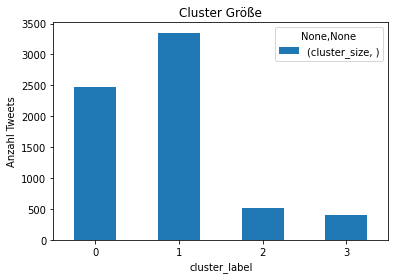 Cluster Größe
None,None
(cluster_size, )
Anzahl Tweets
3500
3000
2500
2000
1500
1000
500
0
0 1 2 3
cluster_label